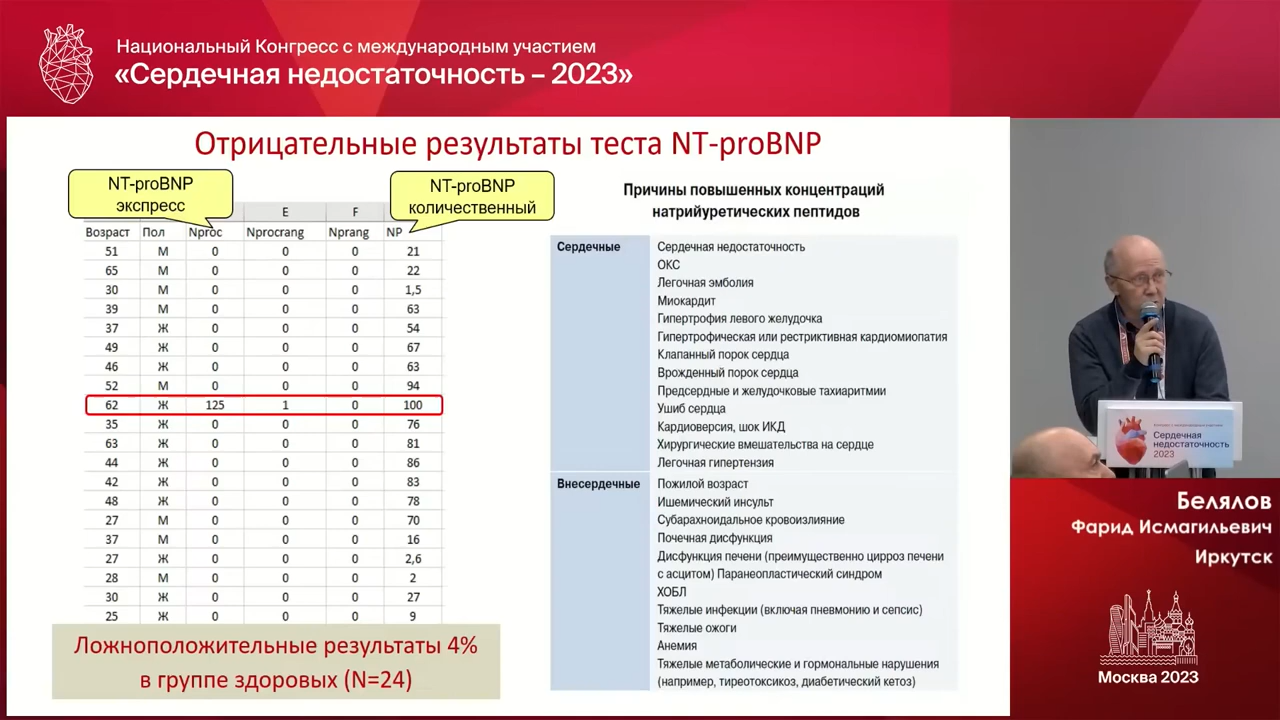 Национальный Конгресс с международным участием
«Сердечная недостаточность – 2023»
Отрицательные результаты теста NT-proBNP
NT-proBNP
экспресс
NT-proBNP
количественный
E F
Возраст Пол Nproc Nprocrang Nprang NP
51 М 0 0 0 21
65 М 0 0 0 22
30 М 0 0 0 1,5
39 М 0 0 0 63
37 Ж 0 0 0 54
49 Ж 0 0 0 67
46 Ж 0 0 0 63
52 М 0 0 0 94
62 Ж 125 1 0 100
35 Ж 0 0 0 76
63 Ж 0 0 0 81
44 Ж 0 0 0 86
42 Ж 0 0 0 83
48 Ж 0 0 0 78
27 М 0 0 0 70
37 М 0 0 0 16
27 Ж 0 0 0 2,6
28 М 0 0 0 2
30 Ж 0 0 0 27
25 Ж 0 0 0 9
Ложноположительные результаты 4%
в группе здоровых (N=24)
Причины повышенных концентраций
натрийуретических пептидов
Сердечные
Сердечная недостаточность
ОКС
Легочная эмболия
Миокардит
Гипертрофия левого желудочка
Гипертрофическая или рестриктивная кардиомиопатия
Клапанный порок сердца
Врожденный порок сердца
Предсердные и желудочковые тахиаритмии
Ушиб сердца
Кардиоверсия, шок ИКД
Хирургические вмешательства на сердце
Легочная гипертензия
Внесердечные
Пожилой возраст
Ишемический инсульт
Субарахноидальное кровоизлияние
Почечная дисфункция
Дисфункция печени (преимущественно цирроз печени
с асцитом) Паранеопластический синдром
ХОБЛ
Тяжелые инфекции (включая пневмонию и сепсис)
Тяжелые ожоги
Анемия
Тяжелые метаболические и гормональные нарушения
(например, тиреотоксикоз, диабетический кетоз)
Сердечная
недостаточность
2023
Белялов
Фарид Исмагильевич
Иркутск
Москва 2023